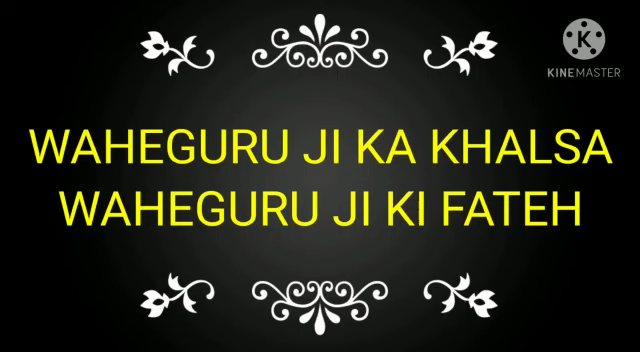 K
KINEMASTER
WAHEGURU JI KA KHALSA
WAHEGURU JI KI FATEH